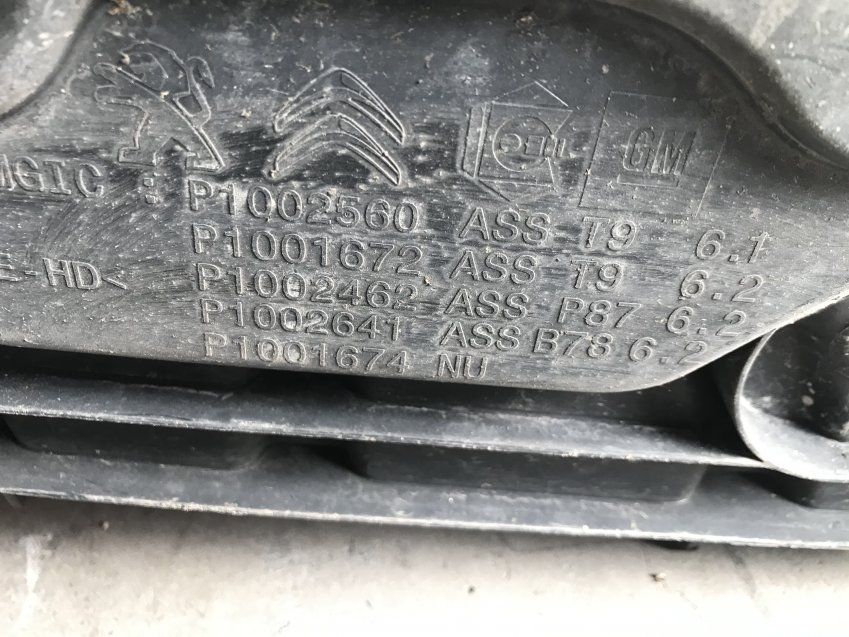 GM
MGIC : P1002560 ASS T9 6.1
P1001672 ASS T9 6.2
E-HD< P1002462 ASS P87 6.2
P1002641 ASS B78 6.2
P1001674 NU